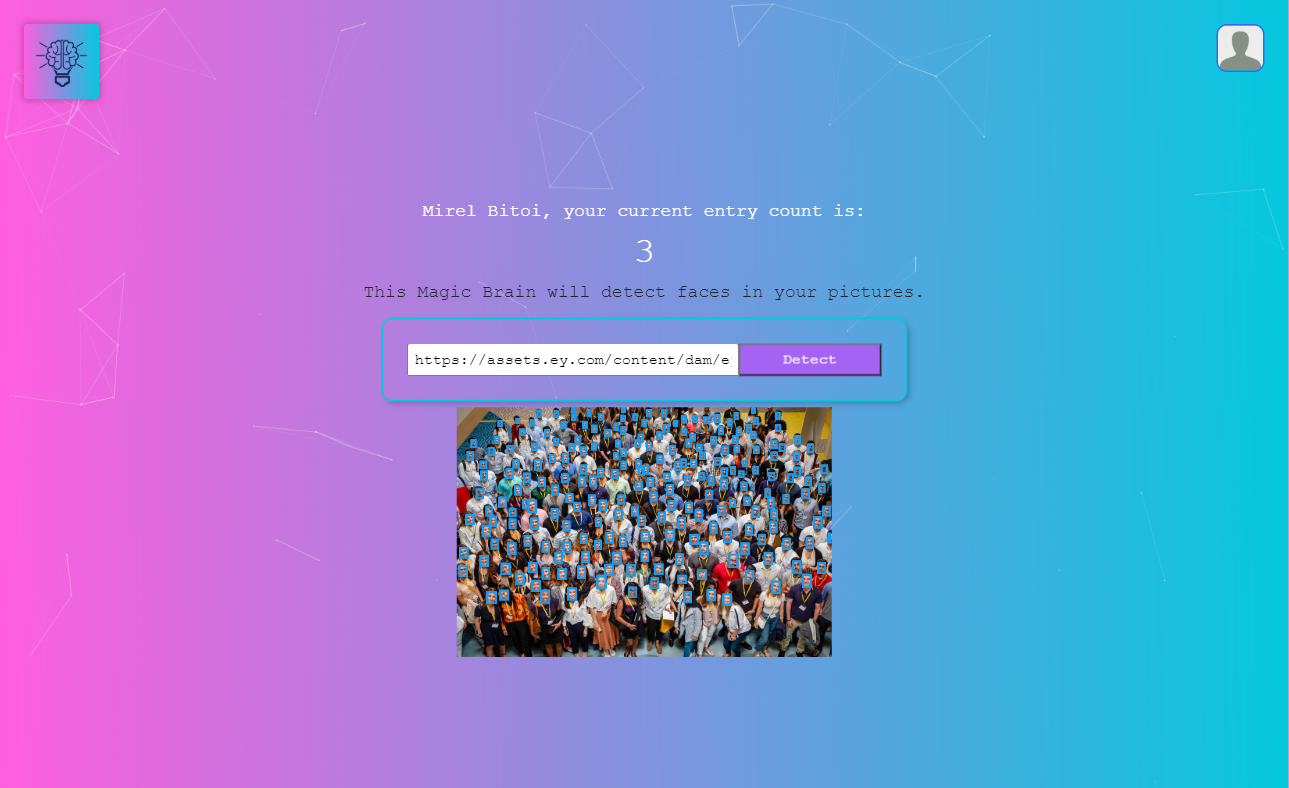 Mirel Bitoi, your current entry count is:
3
This Magic Brain will detect faces in your pictures.
https://assets.ey.com/content/dam/e
Detect